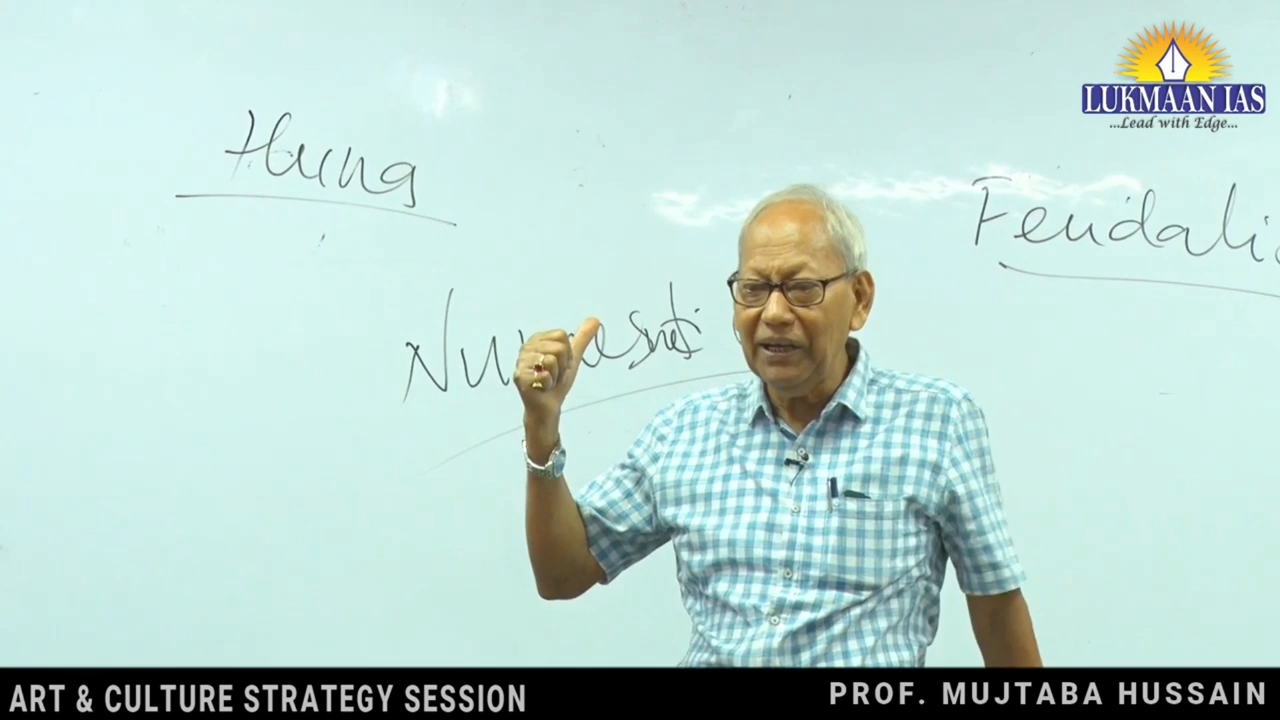 LUKMAAN IAS
...Lead with Edge...
Huna
Feudali
ART & CULTURE STRATEGY SESSION
PROF. MUJTABA HUSSAIN